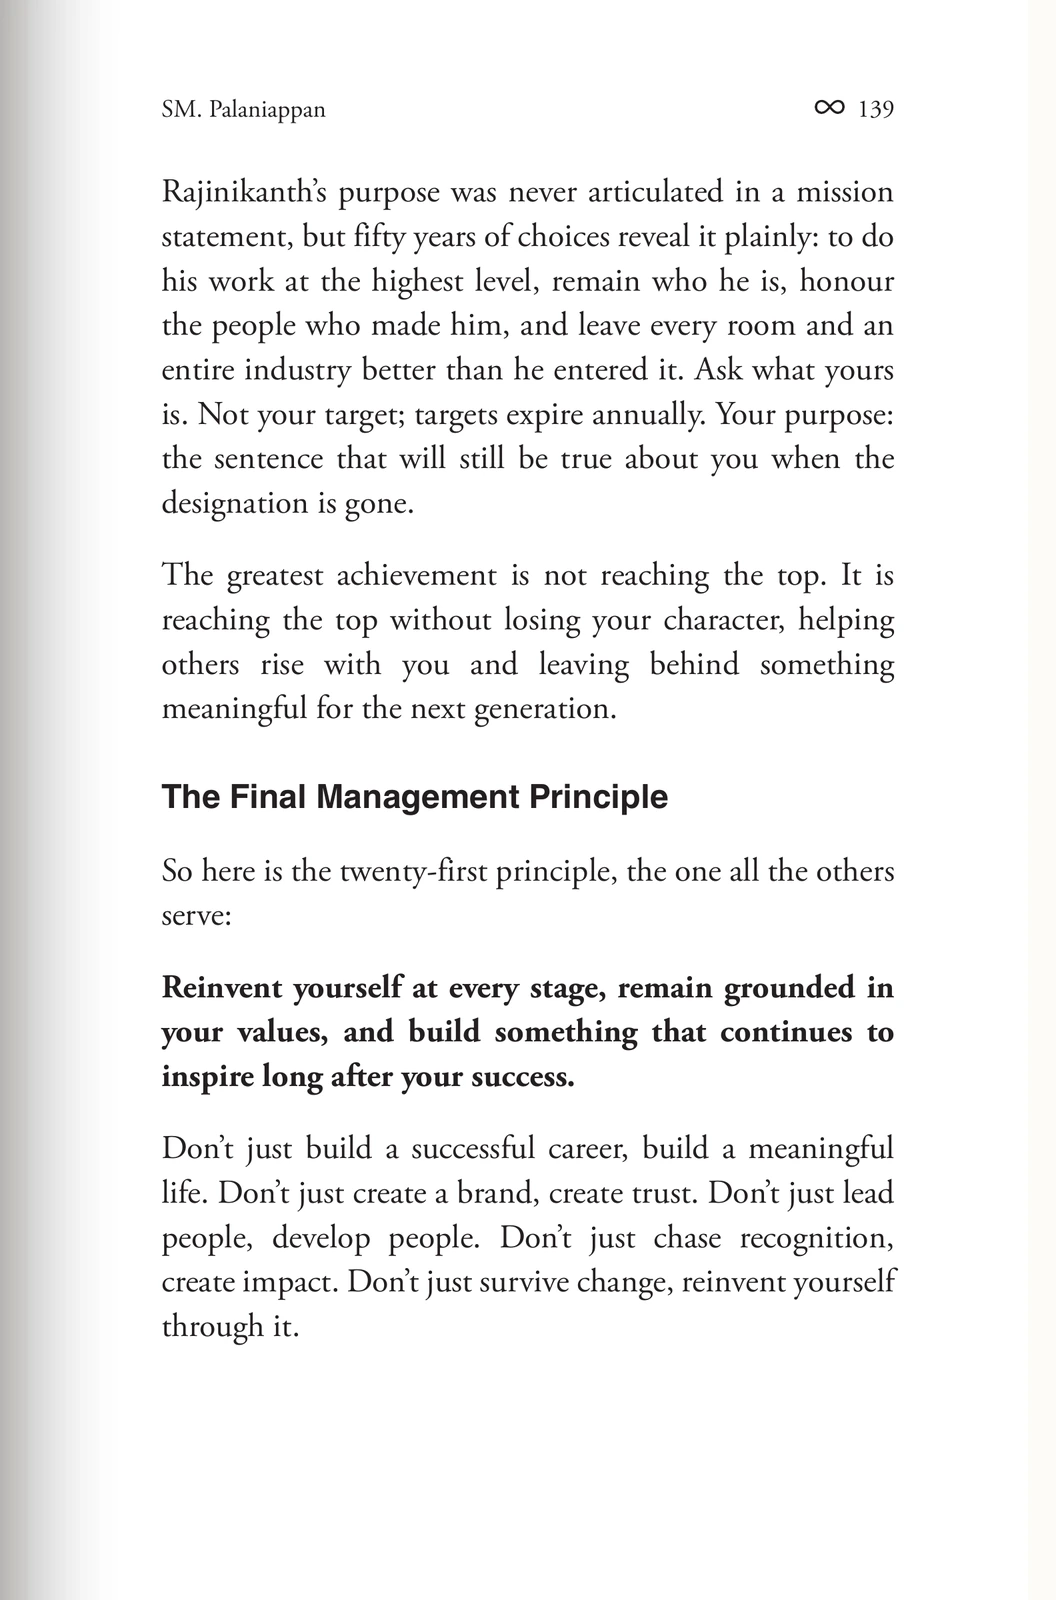 SM. Palaniappan ∞ 139
Rajinikanth’s purpose was never articulated in a mission
statement, but fifty years of choices reveal it plainly: to do
his work at the highest level, remain who he is, honour
the people who made him, and leave every room and an
entire industry better than he entered it. Ask what yours
is. Not your target; targets expire annually. Your purpose:
the sentence that will still be true about you when the
designation is gone.
The greatest achievement is not reaching the top. It is
reaching the top without losing your character, helping
others rise with you and leaving behind something
meaningful for the next generation.
The Final Management Principle
So here is the twenty-first principle, the one all the others
serve:
Reinvent yourself at every stage, remain grounded in
your values, and build something that continues to
inspire long after your success.
Don’t just build a successful career, build a meaningful
life. Don’t just create a brand, create trust. Don’t just lead
people, develop people. Don’t just chase recognition,
create impact. Don’t just survive change, reinvent yourself
through it.